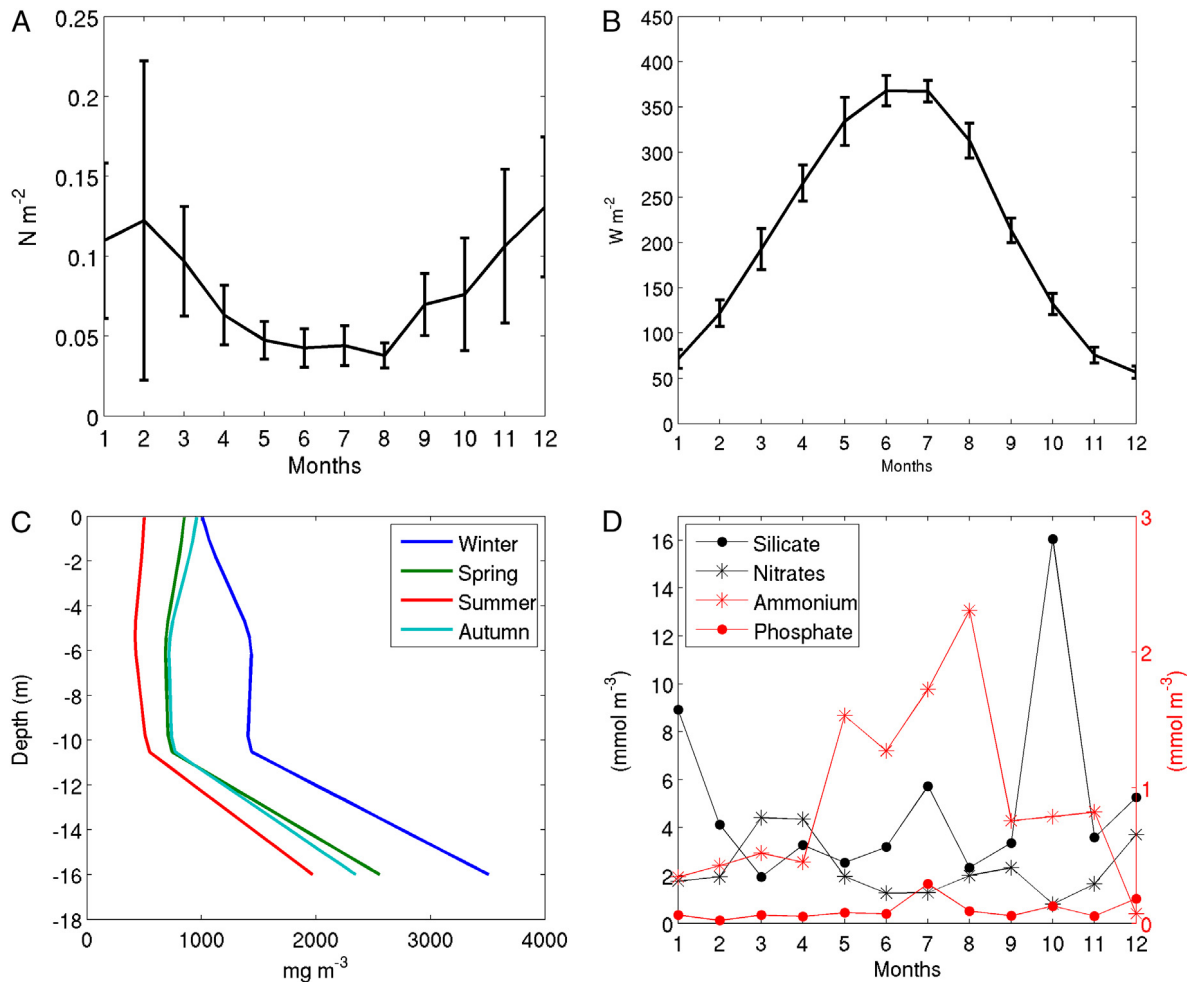 A
0.25
0.2
0.15
0.1
0.05
0
N m-2
1 2 3 4 5 6 7 8 9 10 11 12
Months
B
450
400
350
300
250
200
150
100
50
0
W m-2
1 2 3 4 5 6 7 8 9 10 11 12
Months
C
0
-2
-4
-6
-8
-10
-12
-14
-16
-18
Depth (m)
Winter
Spring
Summer
Autumn
0 1000 2000 3000 4000
mg m-3
D
16
14
12
10
8
6
4
2
0
(mmol m-3)
Silicate
Nitrates
Ammonium
Phosphate
3
2
1
0
(mmol m-3)
1 2 3 4 5 6 7 8 9 10 11 12
Months